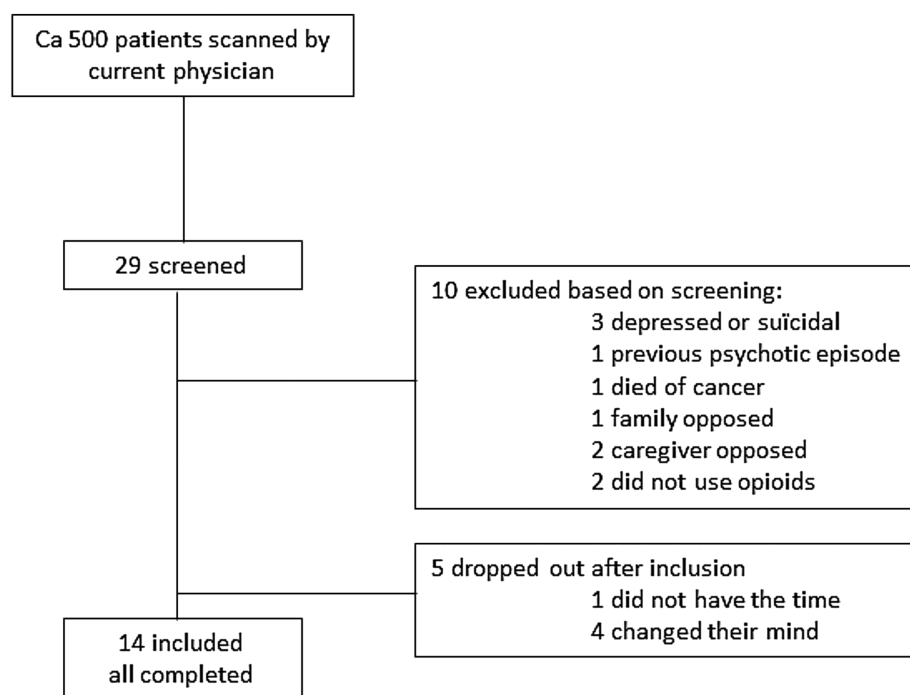 Ca 500 patients scanned by
current physician
29 screened
10 excluded based on screening:
3 depressed or suïcidal
1 previous psychotic episode
1 died of cancer
1 family opposed
2 caregiver opposed
2 did not use opioids
5 dropped out after inclusion
1 did not have the time
4 changed their mind
14 included
all completed